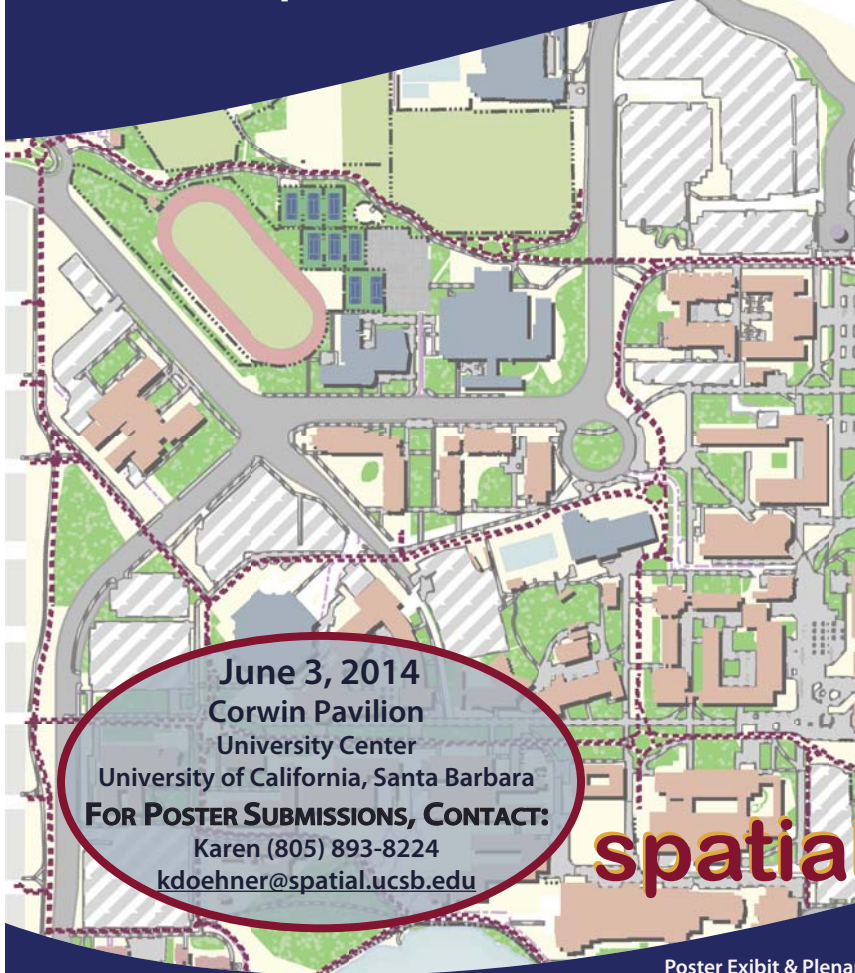 June 3, 2014
Corwin Pavilion
University Center
University of California, Santa Barbara
FOR POSTER SUBMISSIONS, CONTACT:
Karen (805) 893-8224
kdoehner@spatial.ucsb.edu
spatial
Poster Exibit & Plena